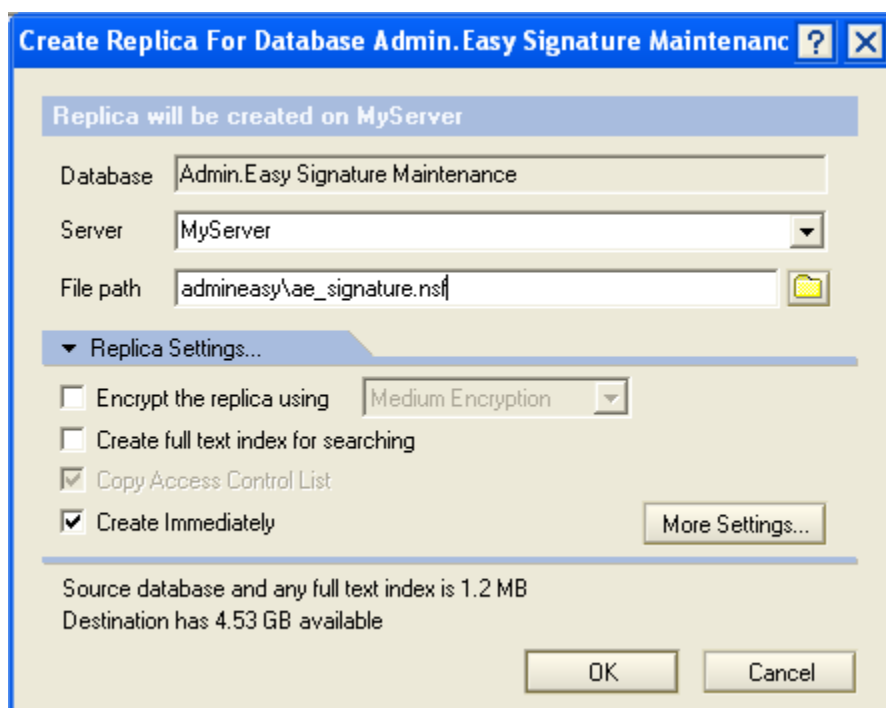 Create Replica For Database Admin.Easy Signature Maintenanc ?
Replica will be created on MyServer
Database Admin.Easy Signature Maintenance
Server MyServer
File path admineasy\ae_signature.nsf
Replica Settings...
Encrypt the replica using Medium Encryption
Create full text index for searching
Copy Access Control List
Create Immediately More Settings...
Source database and any full text index is 1.2 MB
Destination has 4.53 GB available
OK Cancel